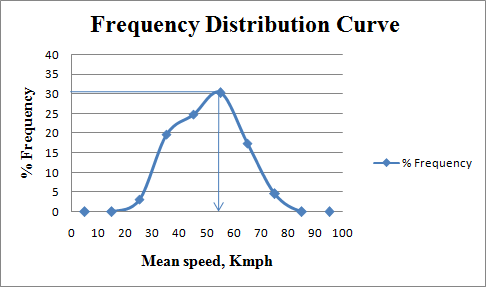 Frequency Distribution Curve
% Frequency
40
35
30
25
20
15
10
5
0
0 10 20 30 40 50 60 70 80 90 100
Mean speed, Kmph
% Frequency